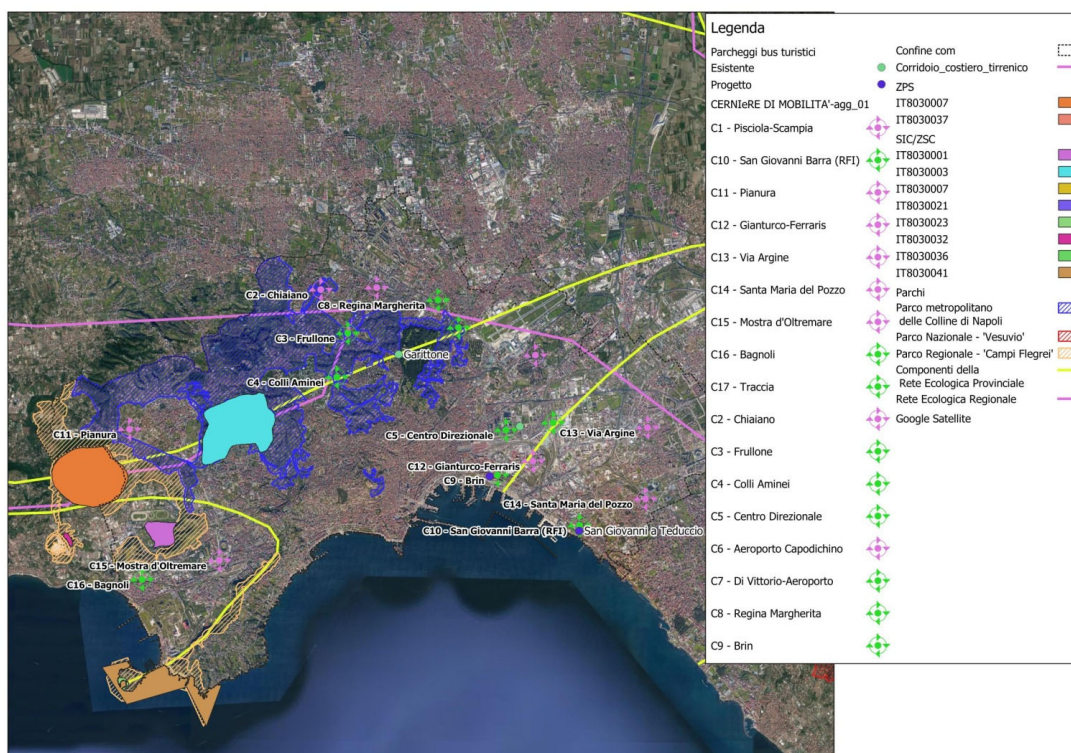 C2 - Chiaiano
C8 - Regina Margherita
C3 - Frullone
Garittone
C4 - Colli Aminei
C11 - Pianura
C5 - Centro Direzionale
C13 - Via Argine
C12 - Gianturco-Ferraris
C9 - Brin
C14 - Santa Maria del Pozzo
C10 - San Giovanni Barra (RFI)
San Giovanni a Teduccio
C15 - Mostra d'Oltremare
C16 - Bagnoli
Legenda
Parcheggi bus turistici
Esistente
Progetto
CERNIeRE DI MOBILITA'-agg_01
C1 - Pisciola-Scampia
C10 - San Giovanni Barra (RFI)
C11 - Pianura
C12 - Gianturco-Ferraris
C13 - Via Argine
C14 - Santa Maria del Pozzo
C15 - Mostra d'Oltremare
C16 - Bagnoli
C17 - Traccia
C2 - Chiaiano
C3 - Frullone
C4 - Colli Aminei
C5 - Centro Direzionale
C6 - Aeroporto Capodichino
C7 - Di Vittorio-Aeroporto
C8 - Regina Margherita
C9 - Brin
Confine com
Corridoio_costiero_tirrenico
ZPS
IT8030007
IT8030037
SIC/ZSC
IT8030001
IT8030003
IT8030007
IT8030021
IT8030023
IT8030032
IT8030036
IT8030041
Parchi
Parco metropolitano
delle Colline di Napoli
Parco Nazionale - 'Vesuvio'
Parco Regionale - 'Campi Flegrei'
Componenti della
Rete Ecologica Provinciale
Rete Ecologica Regionale
Google Satellite